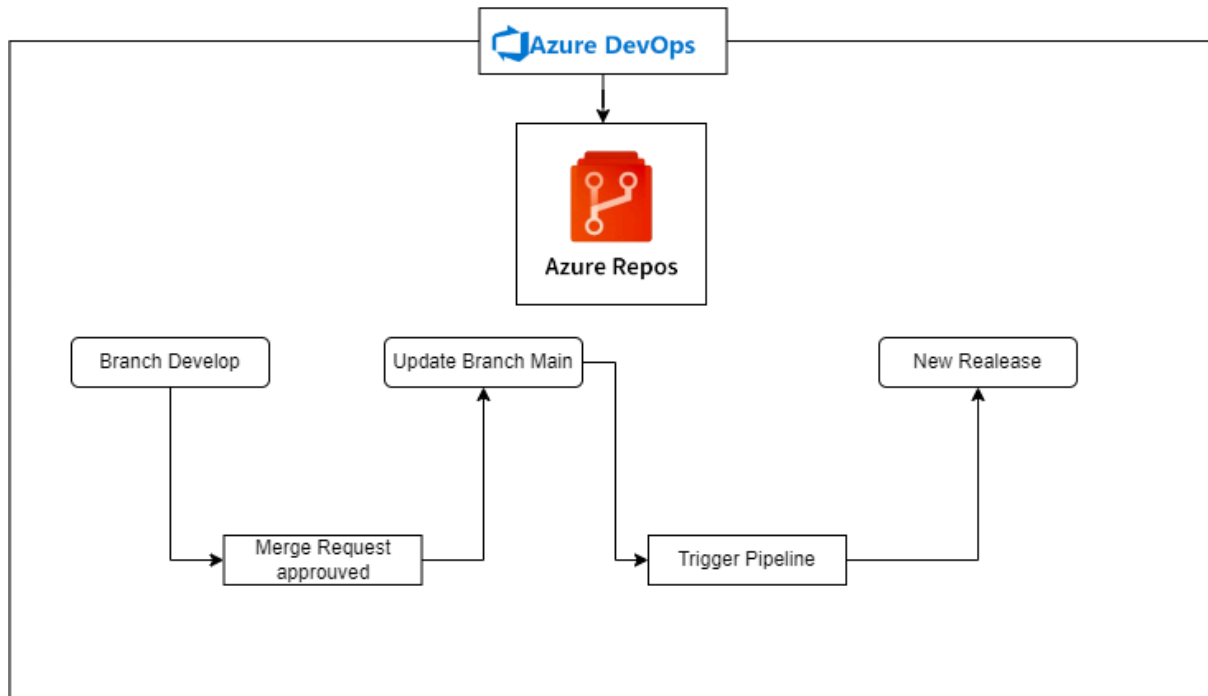 Azure DevOps
Azure Repos
Branch Develop
Update Branch Main
New Realease
Merge Request
approuved
Trigger Pipeline